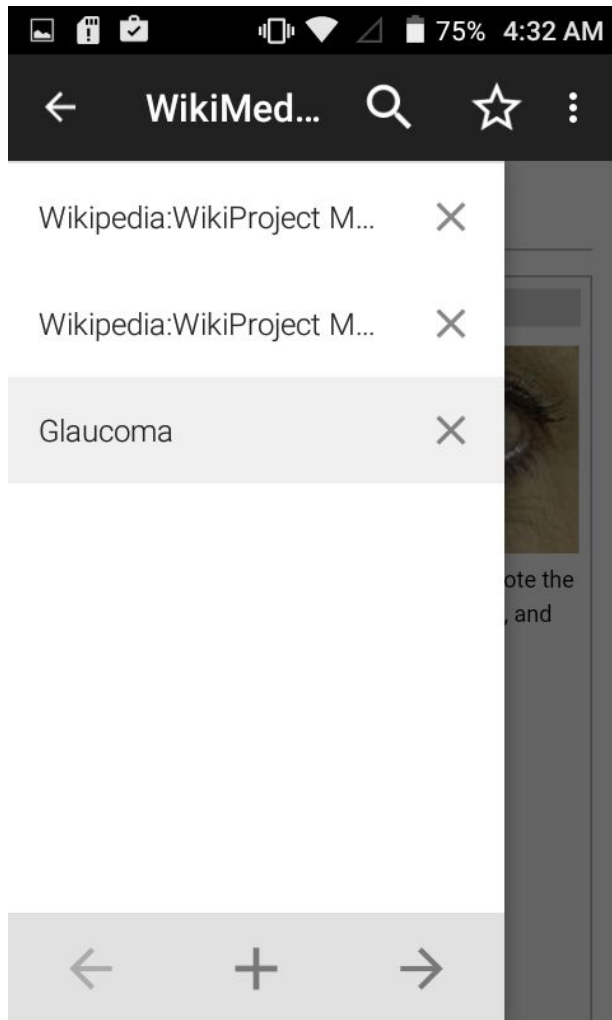 75% 4:32 AM
WikiMed...
Wikipedia:WikiProject M...
Wikipedia:WikiProject M...
Glaucoma
ote the
, and